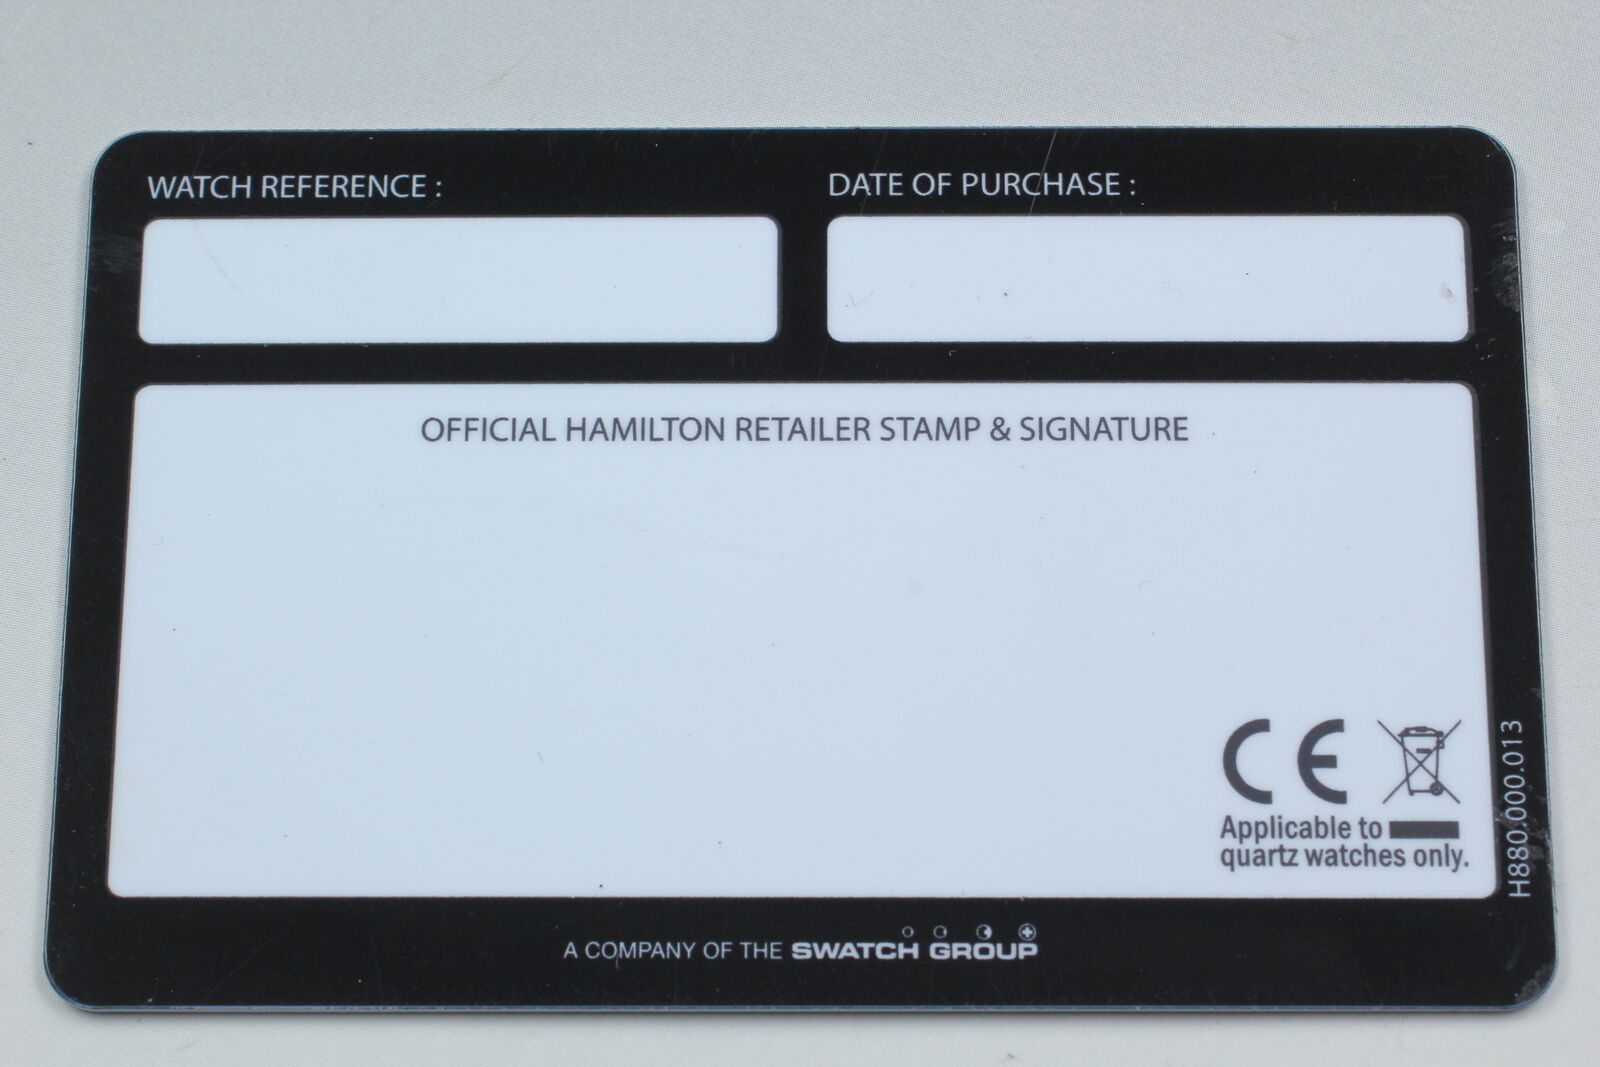 WATCH REFERENCE :
DATE OF PURCHASE :
OFFICIAL HAMILTON RETAILER STAMP & SIGNATURE
CE
Applicable to
quartz watches only.
H880.000.013
A COMPANY OF THE SWATCH GROUP